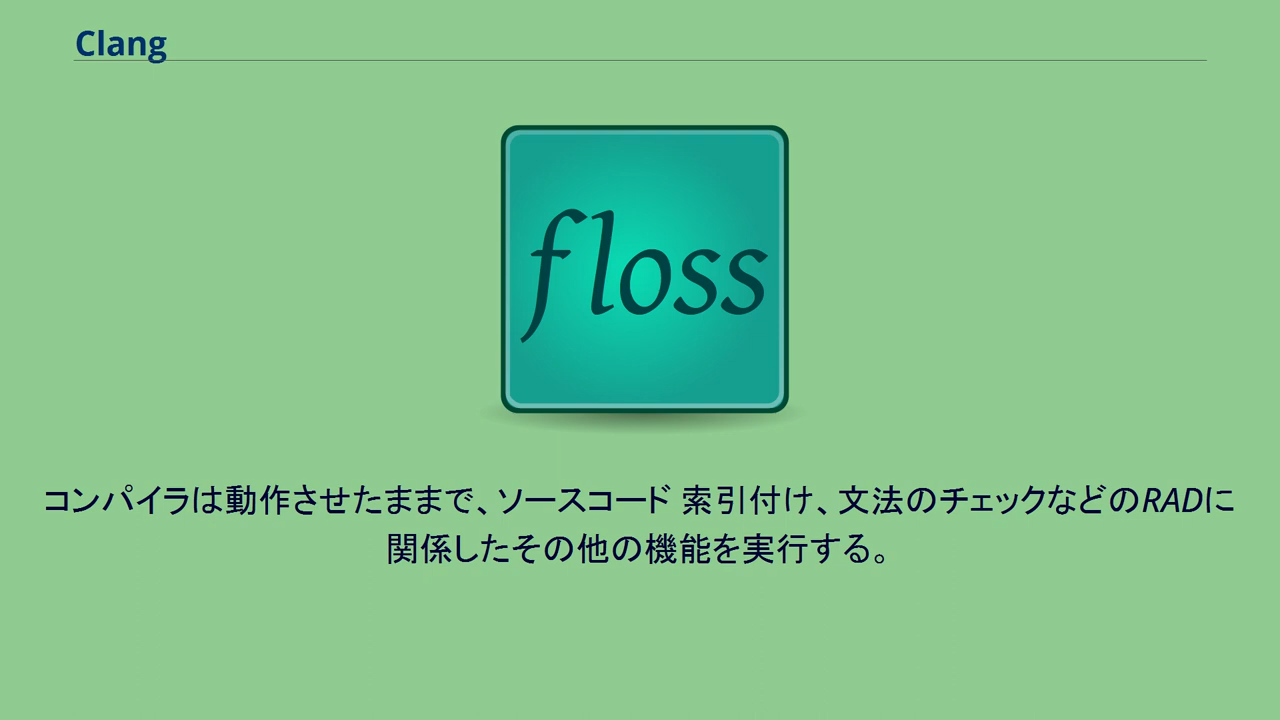 Clang
floss
コンパイラは動作させたままで、ソースコード 索引付け、文法のチェックなどのRADに
関係したその他の機能を実行する。